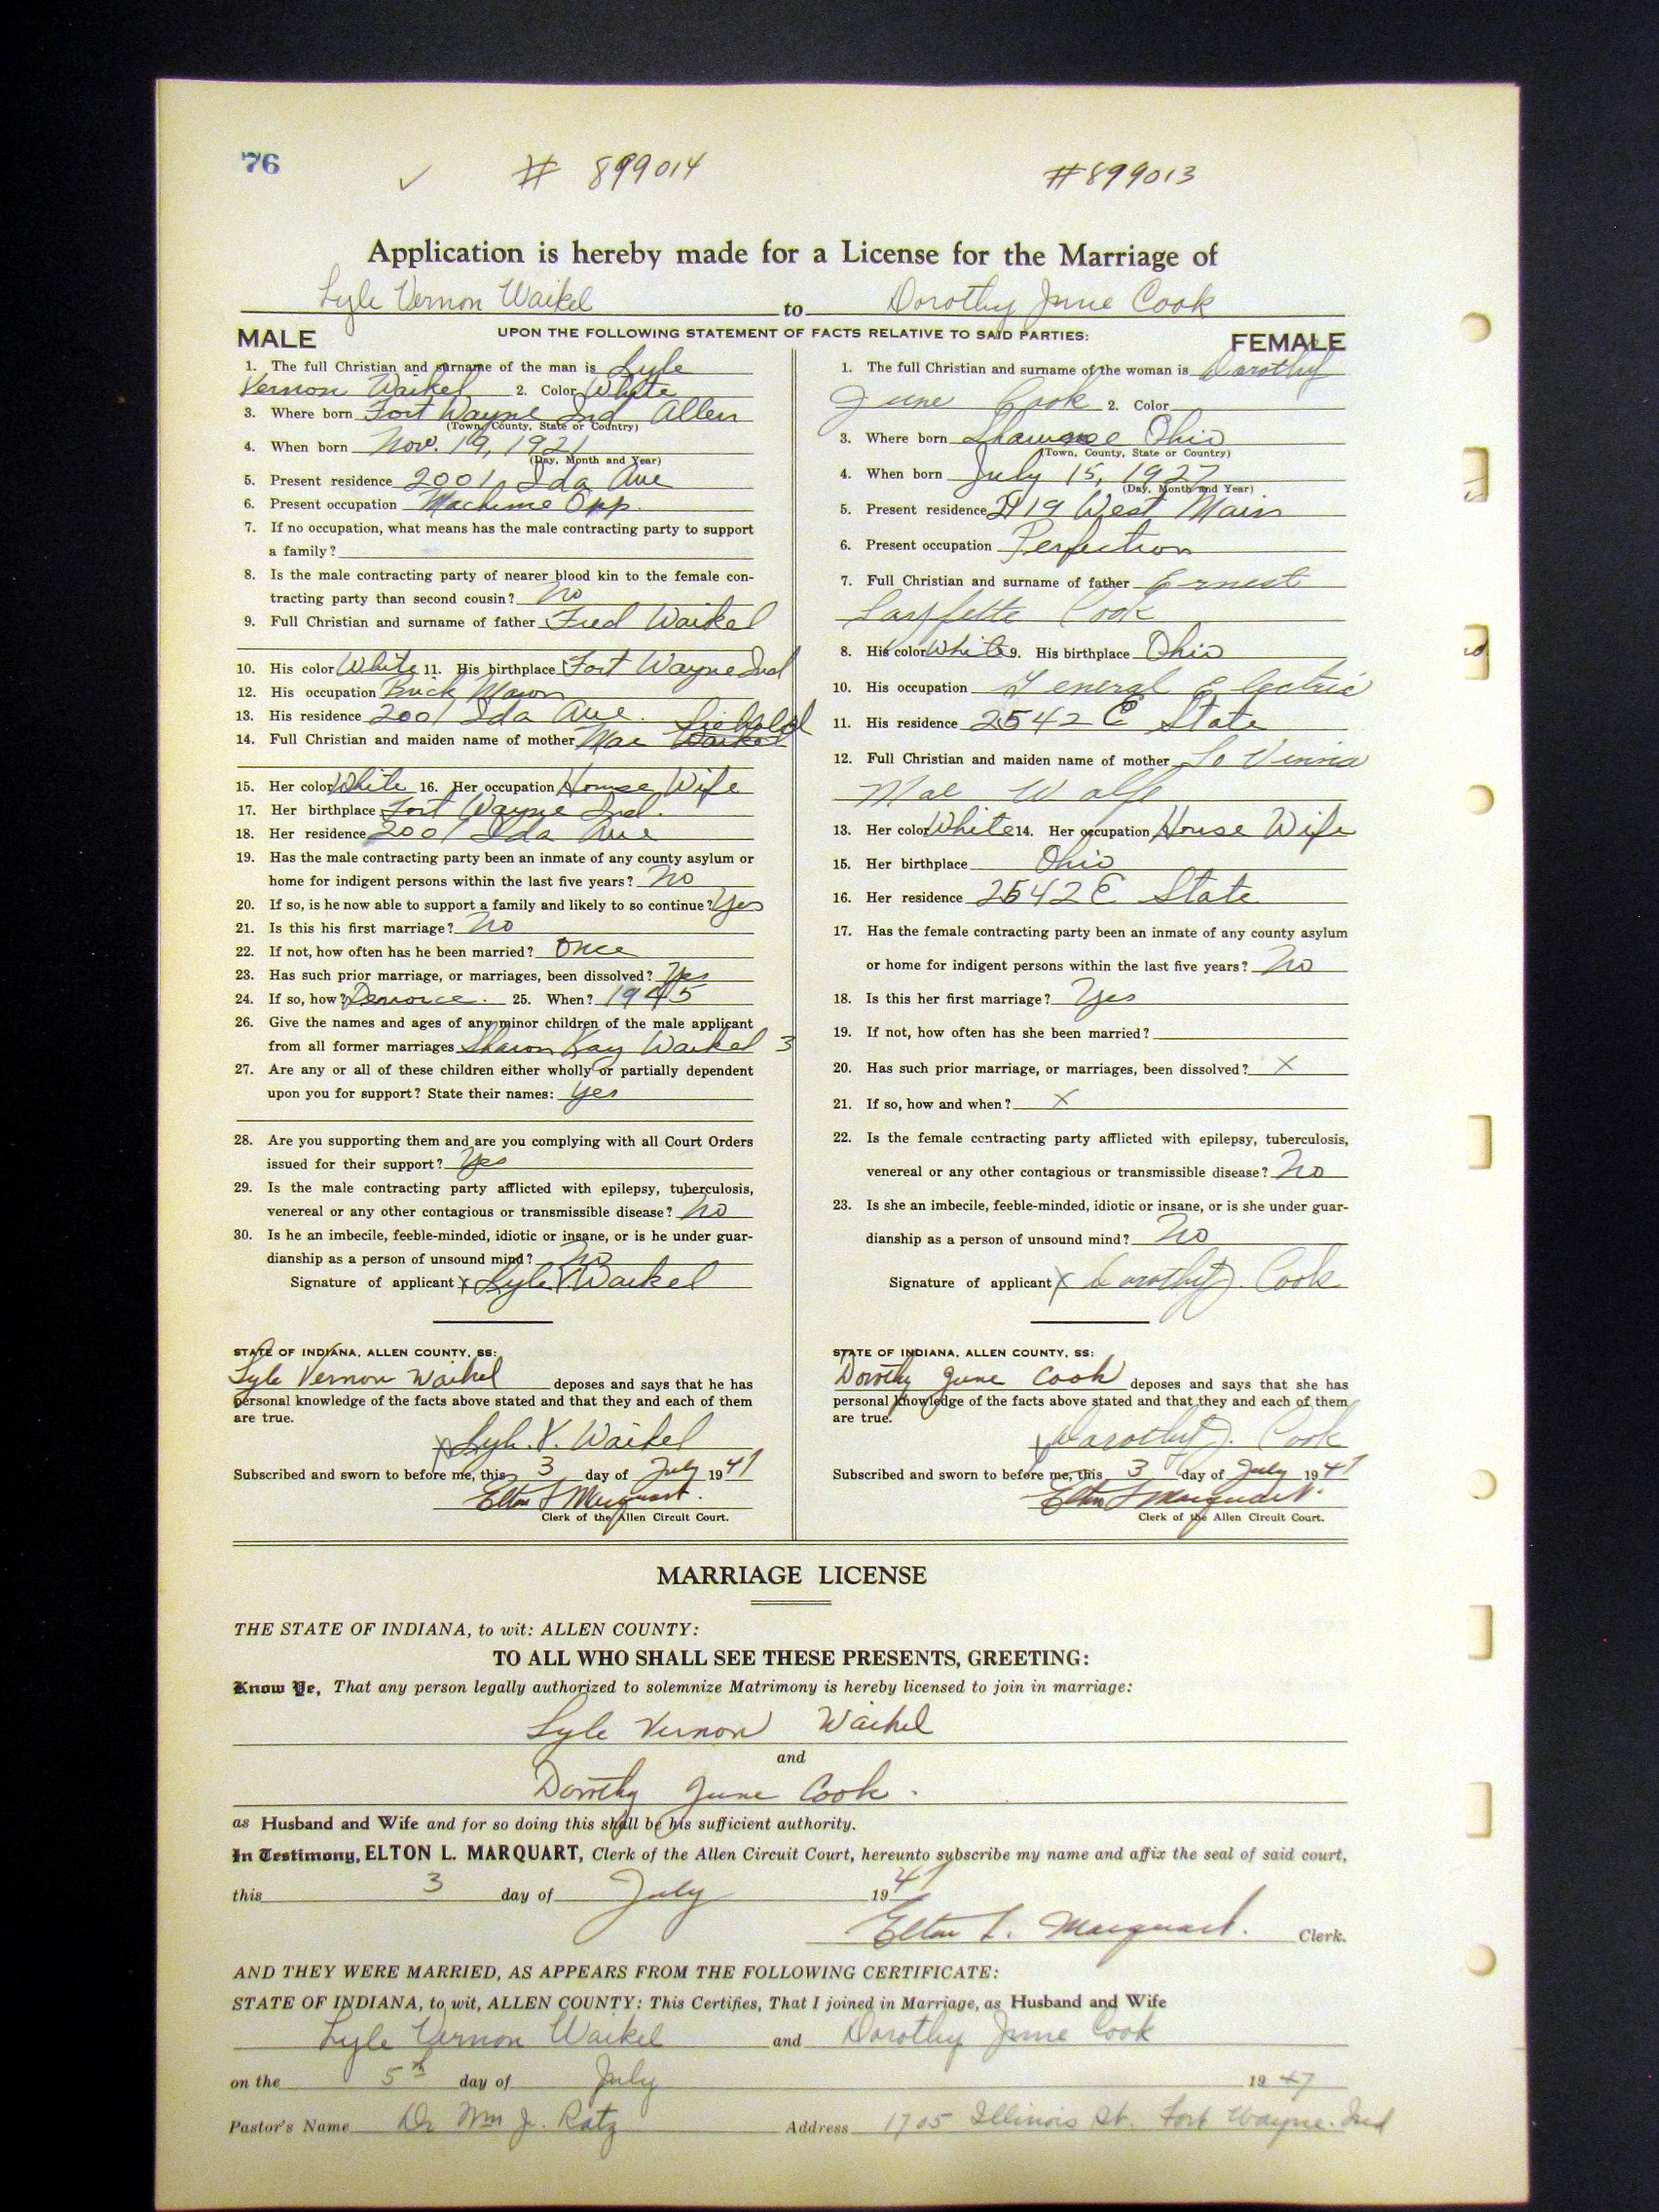 76
✓ # 899014 #899013
Application is hereby made for a License for the Marriage of
Lyle Vernon Waikel to Dorothy June Cook
UPON THE FOLLOWING STATEMENT OF FACTS RELATIVE TO SAID PARTIES:
MALE
1. The full Christian and surname of the man is Lyle
Vernon Waikel 2. Color White
3. Where born Fort Wayne Ind Allen
(Town, County, State or Country)
4. When born Nov. 19, 1921
(Day, Month and Year)
5. Present residence 2001 Ida Ave
6. Present occupation Machine Opp.
7. If no occupation, what means has the male contracting party to support
a family?
8. Is the male contracting party of nearer blood kin to the female con-
tracting party than second cousin? No
9. Full Christian and surname of father Fred Waikel
10. His color White 11. His birthplace Fort Wayne Ind
12. His occupation Brick Mason
13. His residence 2001 Ida Ave.
14. Full Christian and maiden name of mother Mae Waikel Siebold
15. Her color White 16. Her occupation House Wife
17. Her birthplace Fort Wayne Ind.
18. Her residence 2001 Ida Ave
19. Has the male contracting party been an inmate of any county asylum or
home for indigent persons within the last five years? No
20. If so, is he now able to support a family and likely to so continue? Yes
21. Is this his first marriage? No
22. If not, how often has he been married? Once
23. Has such prior marriage, or marriages, been dissolved? Yes
24. If so, how? Devorce. 25. When? 1945
26. Give the names and ages of any minor children of the male applicant
from all former marriages Sharon Kay Waikel 3
27. Are any or all of these children either wholly or partially dependent
upon you for support? State their names: Yes
28. Are you supporting them and are you complying with all Court Orders
issued for their support? Yes
29. Is the male contracting party afflicted with epilepsy, tuberculosis,
venereal or any other contagious or transmissible disease? No
30. Is he an imbecile, feeble-minded, idiotic or insane, or is he under guar-
dianship as a person of unsound mind? No
Signature of applicant x Lyle V Waikel
STATE OF INDIANA, ALLEN COUNTY, SS:
Lyle Vernon Waikel deposes and says that he has
personal knowledge of the facts above stated and that they and each of them
are true.
x Lyle V. Waikel
Subscribed and sworn to before me, this 3 day of July 1947
Elton L Marquart.
Clerk of the Allen Circuit Court.
FEMALE
1. The full Christian and surname of the woman is Dorothy
June Cook 2. Color
3. Where born Shawnee Ohio
(Town, County, State or Country)
4. When born July 15, 1927
(Day, Month and Year)
5. Present residence 2119 West Main
6. Present occupation Perfection
7. Full Christian and surname of father Ernest
Layfette Cook
8. His color White 9. His birthplace Ohio
10. His occupation General Electric
11. His residence 2542 E State
12. Full Christian and maiden name of mother Lo Vinna
Mae Wolfe
13. Her color White 14. Her occupation House Wife
15. Her birthplace Ohio
16. Her residence 2542 E State
17. Has the female contracting party been an inmate of any county asylum
or home for indigent persons within the last five years? No
18. Is this her first marriage? Yes
19. If not, how often has she been married?
20. Has such prior marriage, or marriages, been dissolved? X
21. If so, how and when? X
22. Is the female contracting party afflicted with epilepsy, tuberculosis,
venereal or any other contagious or transmissible disease? No
23. Is she an imbecile, feeble-minded, idiotic or insane, or is she under guar-
dianship as a person of unsound mind? No
Signature of applicant x Dorothy J. Cook
STATE OF INDIANA, ALLEN COUNTY, SS:
Dorothy June Cook deposes and says that she has
personal knowledge of the facts above stated and that they and each of them
are true.
x Dorothy J. Cook
Subscribed and sworn to before me, this 3 day of July 1947
Elton L Marquart.
Clerk of the Allen Circuit Court.
MARRIAGE LICENSE
THE STATE OF INDIANA, to wit: ALLEN COUNTY:
TO ALL WHO SHALL SEE THESE PRESENTS, GREETING:
Know Ye, That any person legally authorized to solemnize Matrimony is hereby licensed to join in marriage:
Lyle Vernon Waikel
and
Dorothy June Cook.
as Husband and Wife and for so doing this shall be his sufficient authority.
In Testimony, ELTON L. MARQUART, Clerk of the Allen Circuit Court, hereunto subscribe my name and affix the seal of said court,
this 3 day of July 1947
Elton L. Marquart. Clerk.
AND THEY WERE MARRIED, AS APPEARS FROM THE FOLLOWING CERTIFICATE:
STATE OF INDIANA, to wit, ALLEN COUNTY: This Certifies, That I joined in Marriage, as Husband and Wife
Lyle Vernon Waikel and Dorothy June Cook
on the 5th day of July 1947
Pastor's Name Dr Wm J. Ratz Address 1705 Illinois St. Fort Wayne. Ind